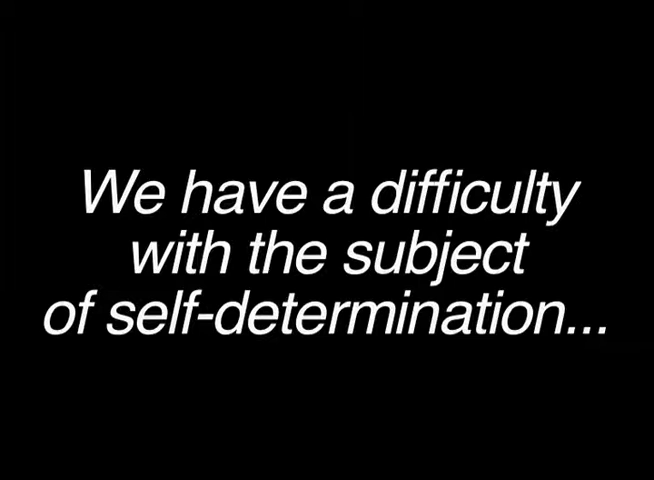 We have a difficulty
with the subject
of self-determination...